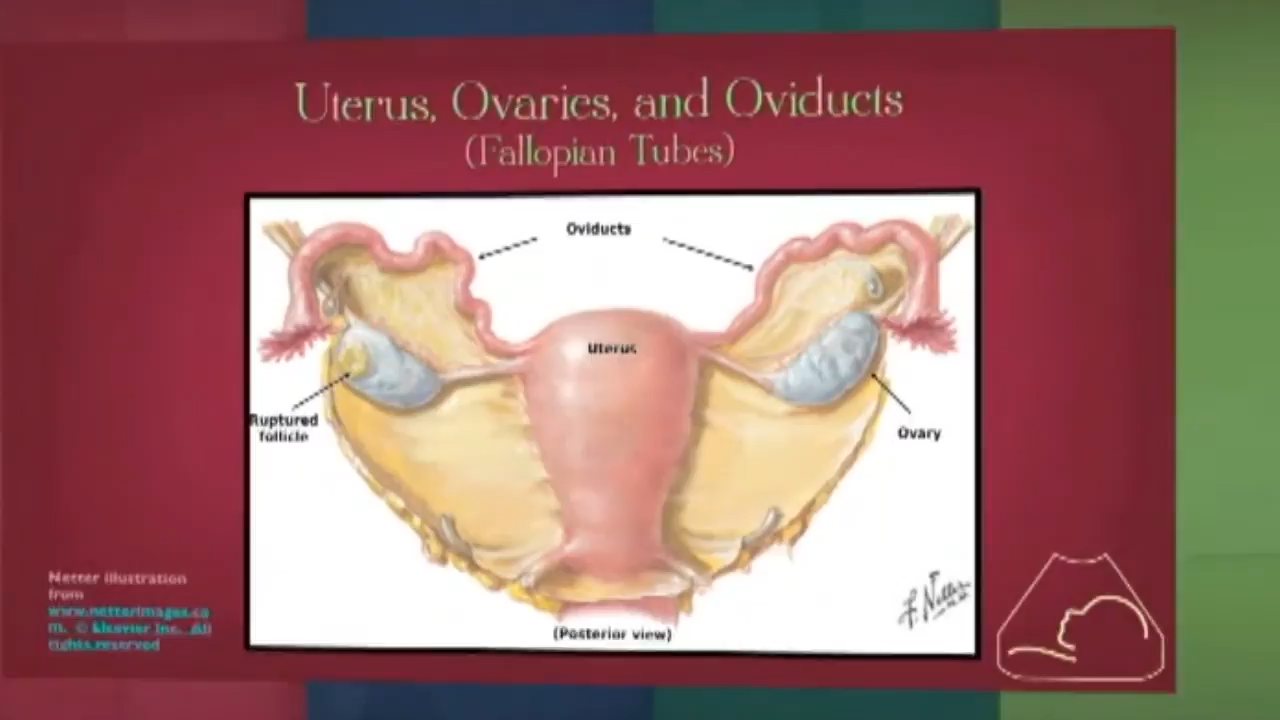 Uterus, Ovaries, and Oviducts
(Fallopian Tubes)
Oviducts
Uterus
Ruptured
follicle
Ovary
(Posterior view)
F. Netter
Netter illustration
from
www.netterimages.co
m. © Elsevier Inc. All
rights reserved